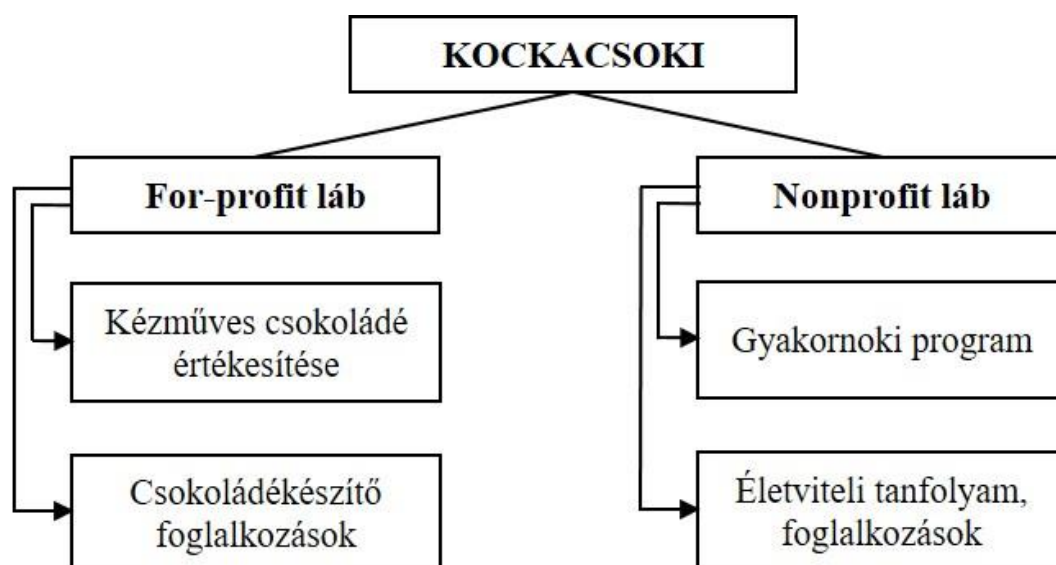 KOCKACSOKI
For-profit láb
Nonprofit láb
Kézműves csokoládé
értékesítése
Gyakornoki program
Csokoládékészítő
foglalkozások
Életviteli tanfolyam,
foglalkozások